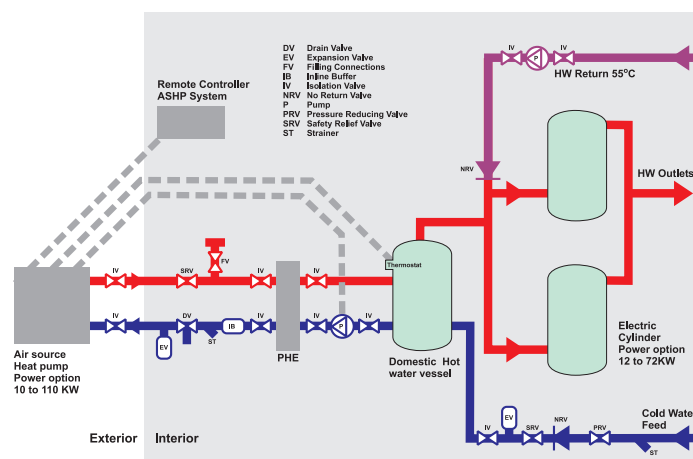 IV
IV
P
HW Return 55°C
DV Drain Valve
EV Expansion Valve
FV Filling Connections
IB Inline Buffer
IV Isolation Valve
NRV No Return Valve
P Pump
PRV Pressure Reducing Valve
SRV Safety Relief Valve
ST Strainer
Remote Controller
ASHP System
NRV
HW Outlets
Thermostat
IV
SRV
FV
IV
IV
IV
DV
ST
IB
IV
IV
P
IV
EV
PHE
Air source
Heat pump
Power option
10 to 110 KW
Domestic Hot
water vessel
Electric
Cylinder
Power option
12 to 72KW
Cold Water
Feed
IV
EV
SRV
NRV
PRV
ST
Exterior
Interior